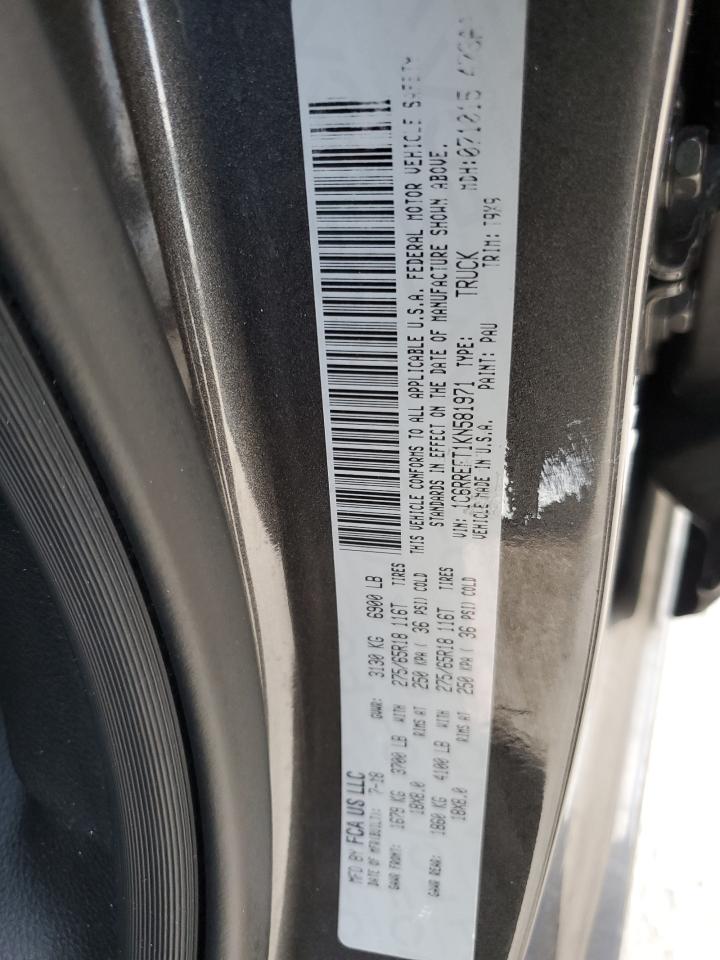 MFD BY FCA US LLC
DATE OF MFR(BUILT): 7-18 GVWR: 3130 KG 6900 LB
GAWR FRONT: 1679 KG 3700 LB WITH 275/65R18 116T TIRES
18X8.0 RIMS AT 250 KPA ( 36 PSI) COLD
GAWR REAR: 1860 KG 4100 LB WITH 275/65R18 116T TIRES
18X8.0 RIMS AT 250 KPA ( 36 PSI) COLD
THIS VEHICLE CONFORMS TO ALL APPLICABLE U.S.A. FEDERAL MOTOR VEHICLE SAFETY
STANDARDS IN EFFECT ON THE DATE OF MANUFACTURE SHOWN ABOVE.
VIN: TYPE: TRUCK MDH:
VEHICLE MADE IN U.S.A. PAINT: PAU TRIM: T9X9